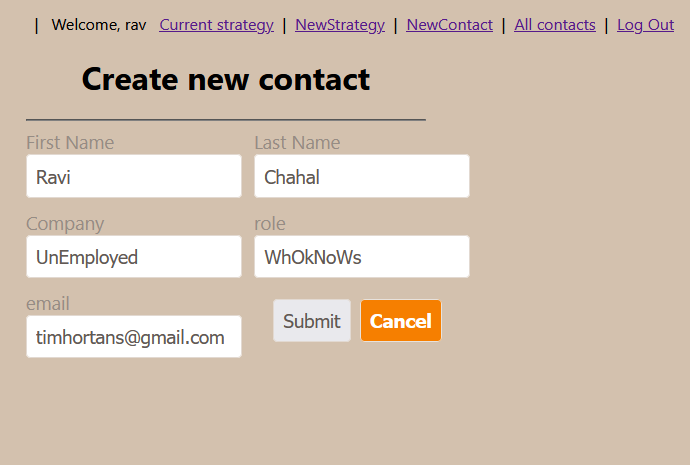 | Welcome, rav Current strategy | NewStrategy | NewContact | All contacts | Log Out
Create new contact
First Name Last Name
Ravi Chahal
Company role
UnEmployed WhOkNoWs
email
timhortans@gmail.com Submit Cancel